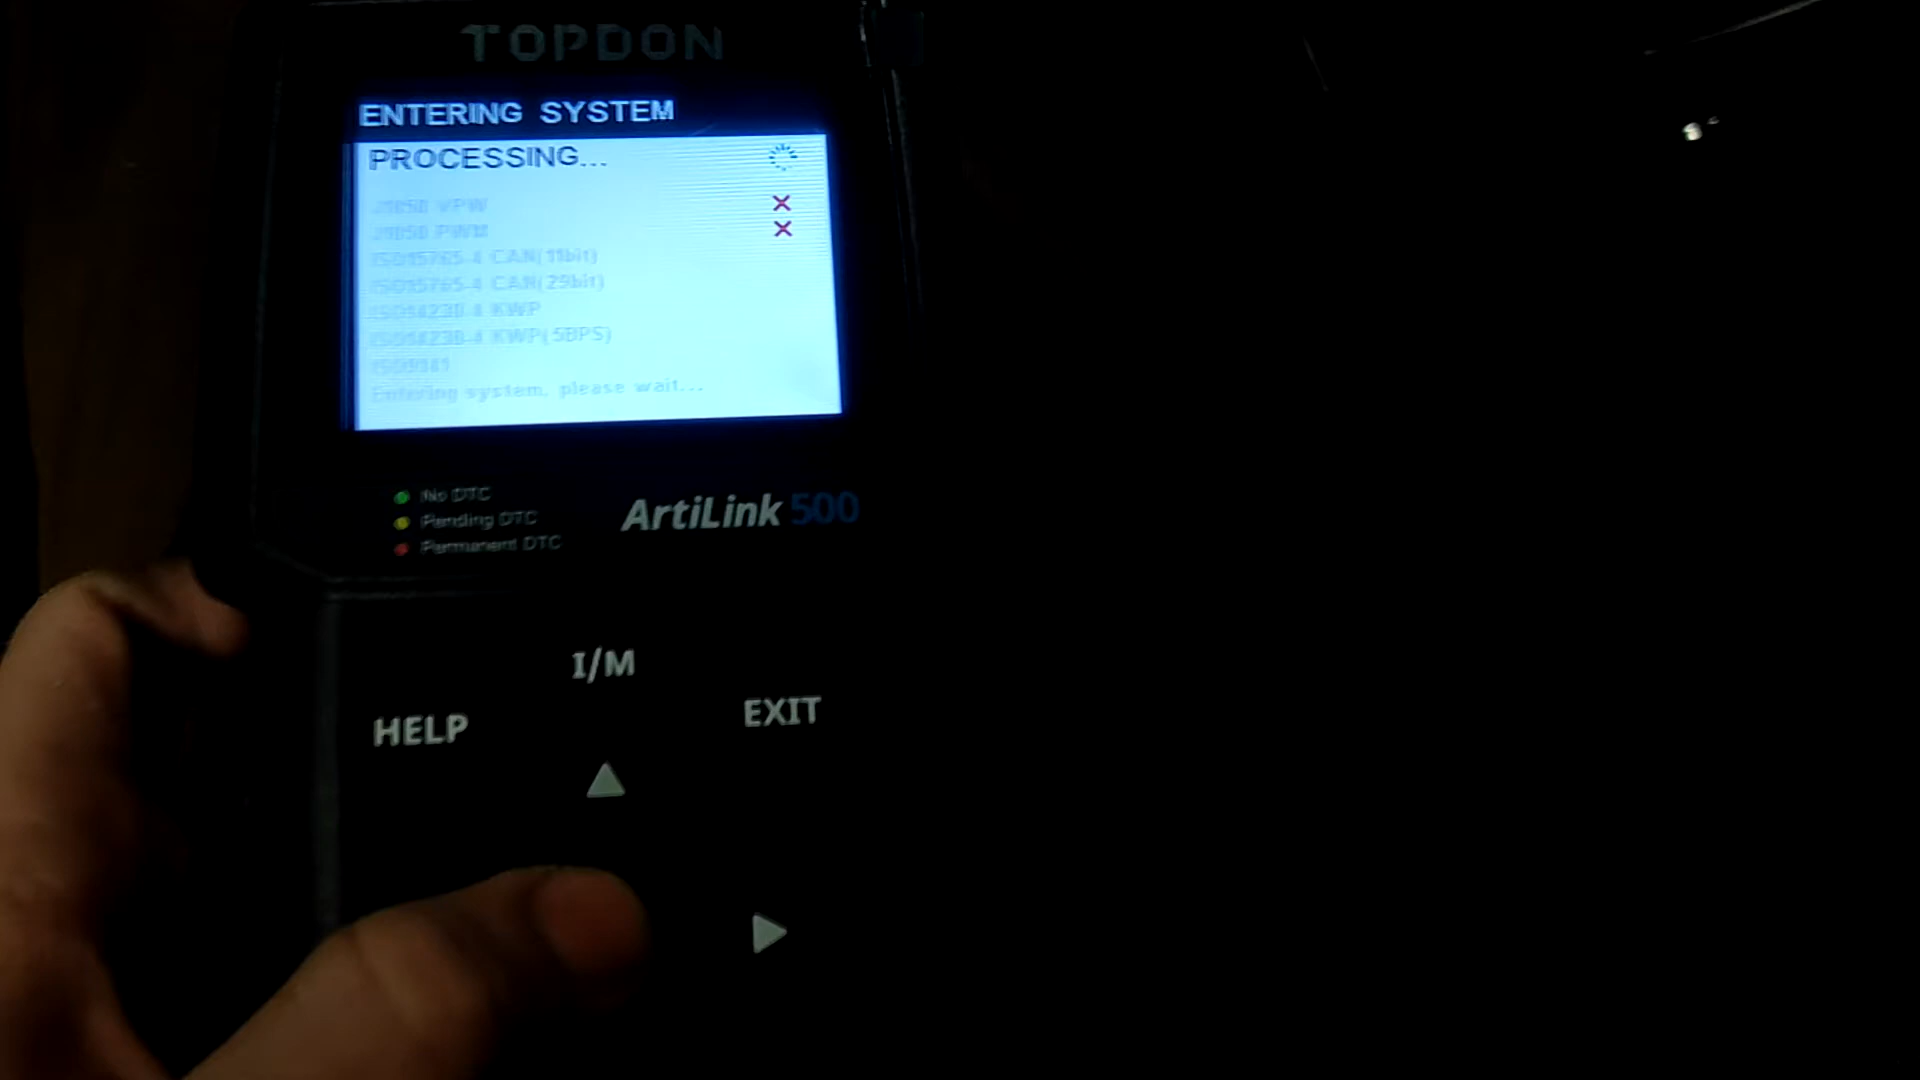 TOPDON
ENTERING SYSTEM
PROCESSING...
J1850 VPW
J1850 PWM
ISO15765-4 CAN(11bit)
ISO15765-4 CAN(29bit)
ISO14230-4 KWP
ISO14230-4 KWP(5BPS)
ISO9141
Entering system, please wait...
No DTC
Pending DTC
Permanent DTC
ArtiLink 500
I/M
HELP
EXIT